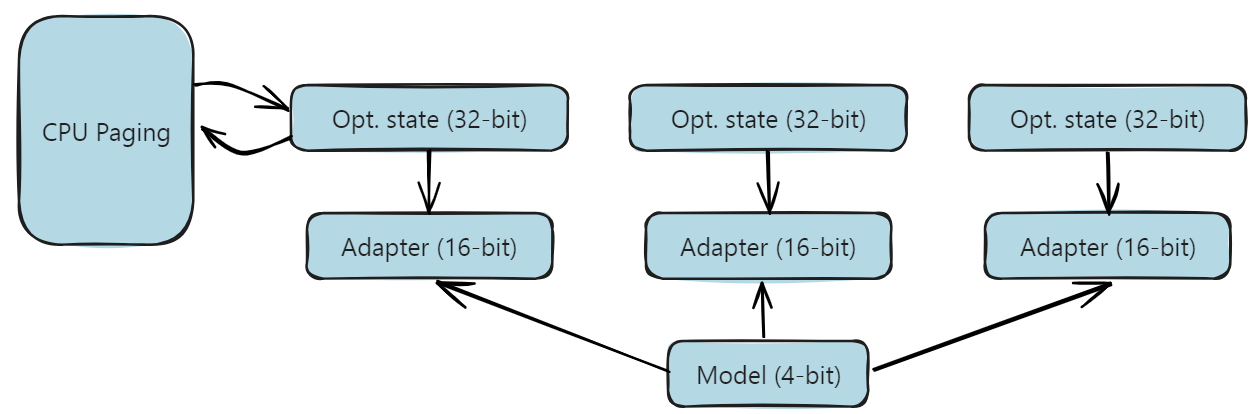 CPU Paging
Opt. state (32-bit)
Opt. state (32-bit)
Opt. state (32-bit)
Adapter (16-bit)
Adapter (16-bit)
Adapter (16-bit)
Model (4-bit)